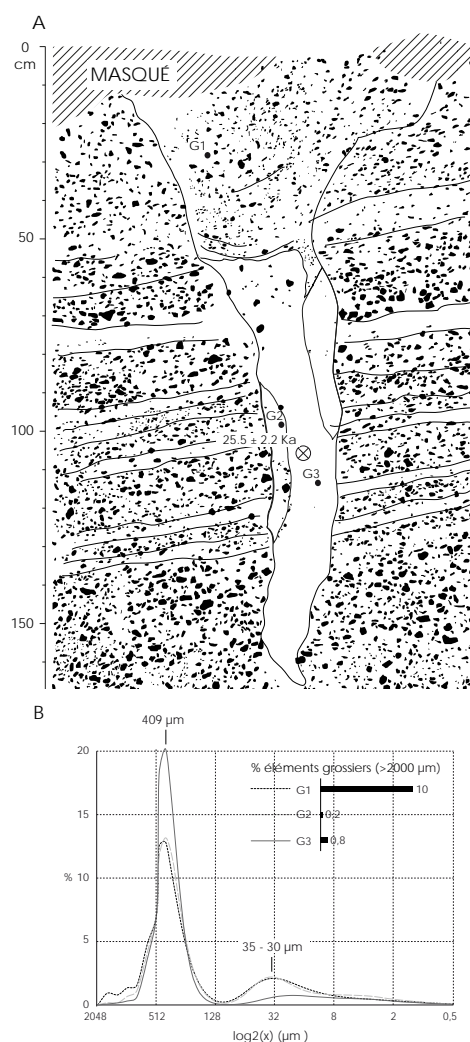 A
0
cm
MASQUÉ
G1
50
G2
100
25.5 ± 2.2 Ka
G3
150
B
409 µm
20
% éléments grossiers (>2000 µm)
G1
10
15
G2
0,2
G3
0,8
% 10
35 - 30 µm
5
0
2048
512
128
32
8
2
0,5
log2(x) (µm )